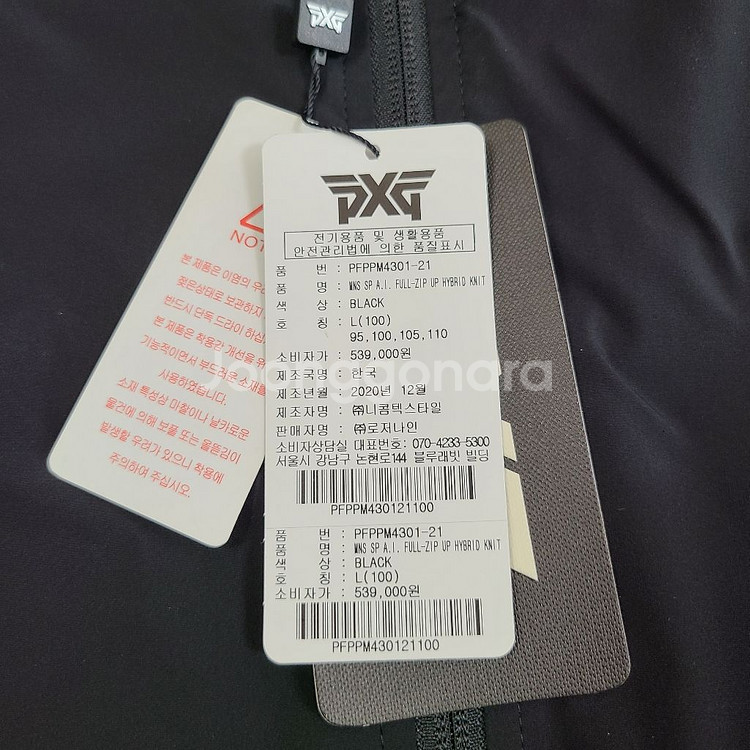 PXG
PXG
전기용품 및 생활용품
안전관리법에 의한 품질표시
품 번 : PFPPM4301-21
품 명 : MNS SP A.I. FULL-ZIP UP HYBRID KNIT
색 상 : BLACK
호 칭 : L(100)
95,100,105,110
소비자가 : 539,000원
제조국명 : 한국
제조년월 : 2020년 12월
제조자명 : ㈜니콤텍스타일
판매자명 : ㈜로저나인
소비자상담실 대표번호: 070-4233-5300
서울시 강남구 논현로144 블루래빗 빌딩
PFPPM430121100
품 번 : PFPPM4301-21
품 명 : MNS SP A.I. FULL-ZIP UP HYBRID KNIT
색 상 : BLACK
호 칭 : L(100)
소비자가 : 539,000원
PFPPM430121100
NOT
본 제품은 이염의 우
젖은상태로 보관하지
반드시 단독 드라이 하십
본 제품은 착용간 개선을 위
기능적이면서 부드러운 소재를
사용하였습니다.
소재 특성상 마찰이나 날카로운
물건에 의해 보풀 또는 올뜯김이
발생할 우려가 있으니 착용에
주의하여 주십시오.
Joonggonara